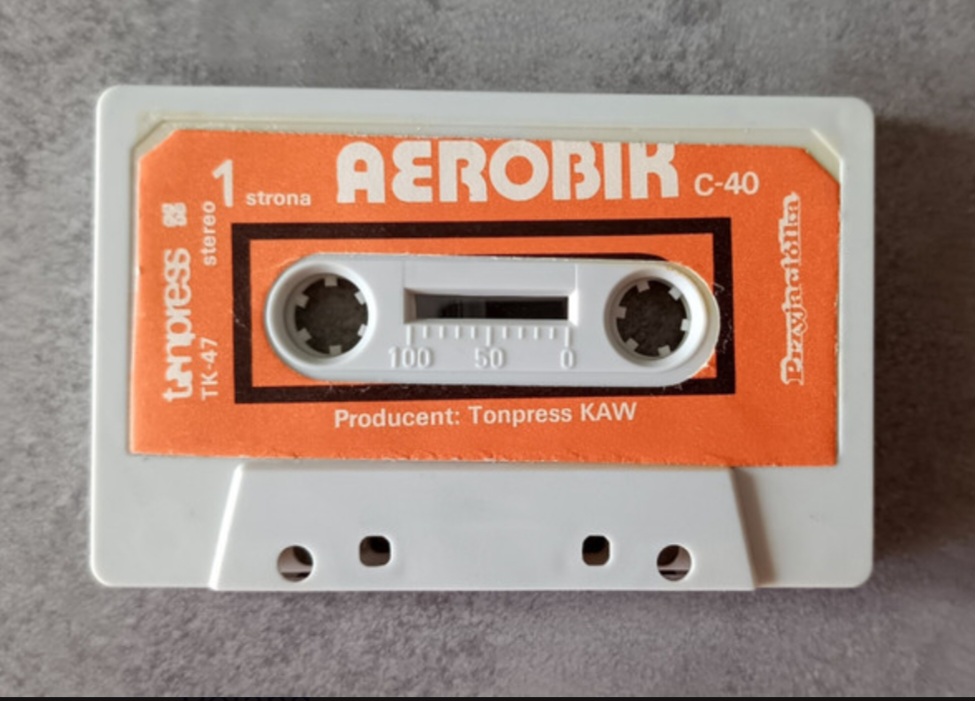 AEROBIK
1 strona
C-40
tonpress
stereo
TK-47
Przyjaciółka
100 50 0
Producent: Tonpress KAW